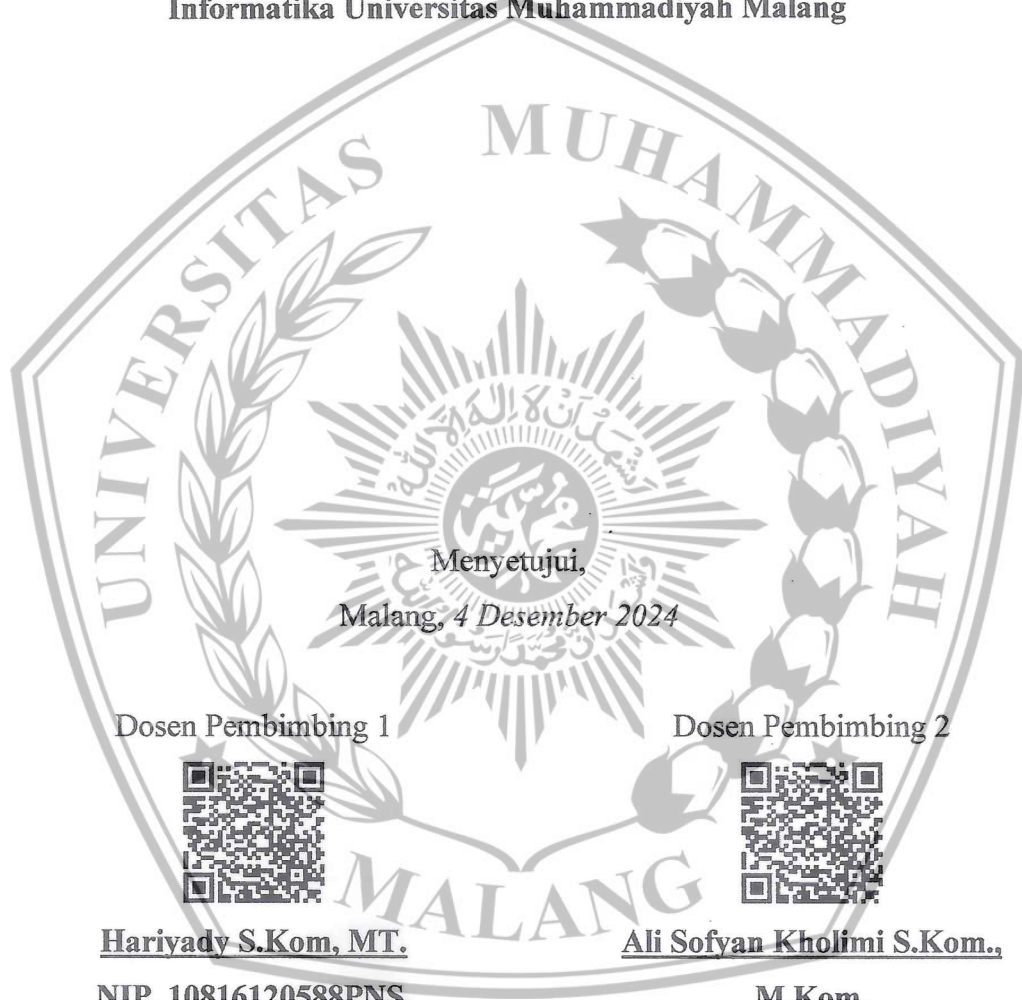 Informatika Universitas Muhammadiyah Malang
UNIVERSITAS MUHAMMADIYAH
Menyetujui,
Malang, 4 Desember 2024
Dosen Pembimbing 1
Dosen Pembimbing 2
MALANG
Hariyady S.Kom, MT.
Ali Sofyan Kholimi S.Kom.,
NIP. 10816120588PNS.
M.Kom